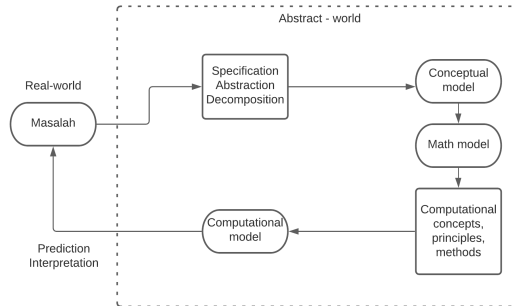 Abstract - world
Real-world
Masalah
Specification
Abstraction
Decomposition
Conceptual
model
Math model
Computational
concepts,
principles,
methods
Computational
model
Prediction
Interpretation